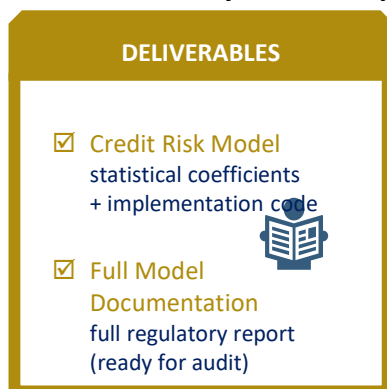 DELIVERABLES
☑ Credit Risk Model
statistical coefficients
+ implementation code
☑ Full Model
Documentation
full regulatory report
(ready for audit)